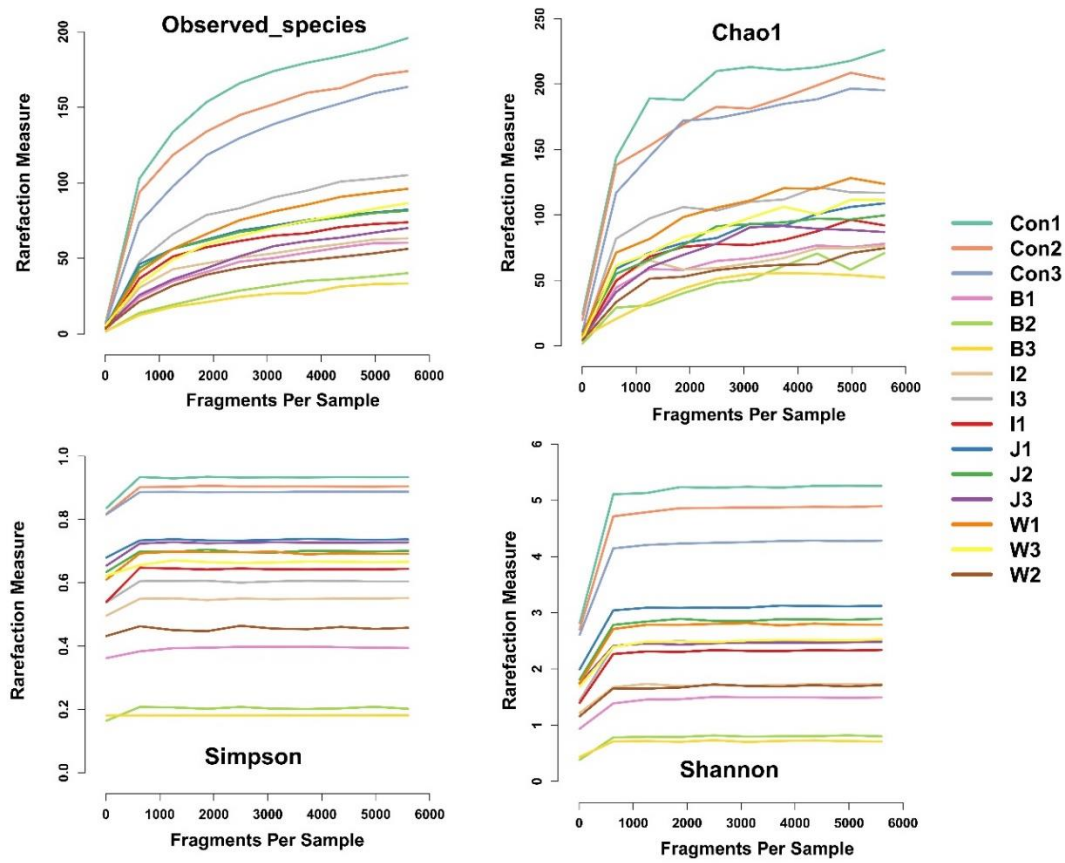 Observed_species
Rarefaction Measure
0 50 100 150 200
0 1000 2000 3000 4000 5000 6000
Fragments Per Sample
Chao1
Rarefaction Measure
0 50 100 150 200 250
0 1000 2000 3000 4000 5000 6000
Fragments Per Sample
Simpson
Rarefaction Measure
0.0 0.2 0.4 0.6 0.8 1.0
0 1000 2000 3000 4000 5000 6000
Fragments Per Sample
Shannon
Rarefaction Measure
0 1 2 3 4 5 6
0 1000 2000 3000 4000 5000 6000
Fragments Per Sample
Con1
Con2
Con3
B1
B2
B3
I2
I3
I1
J1
J2
J3
W1
W3
W2